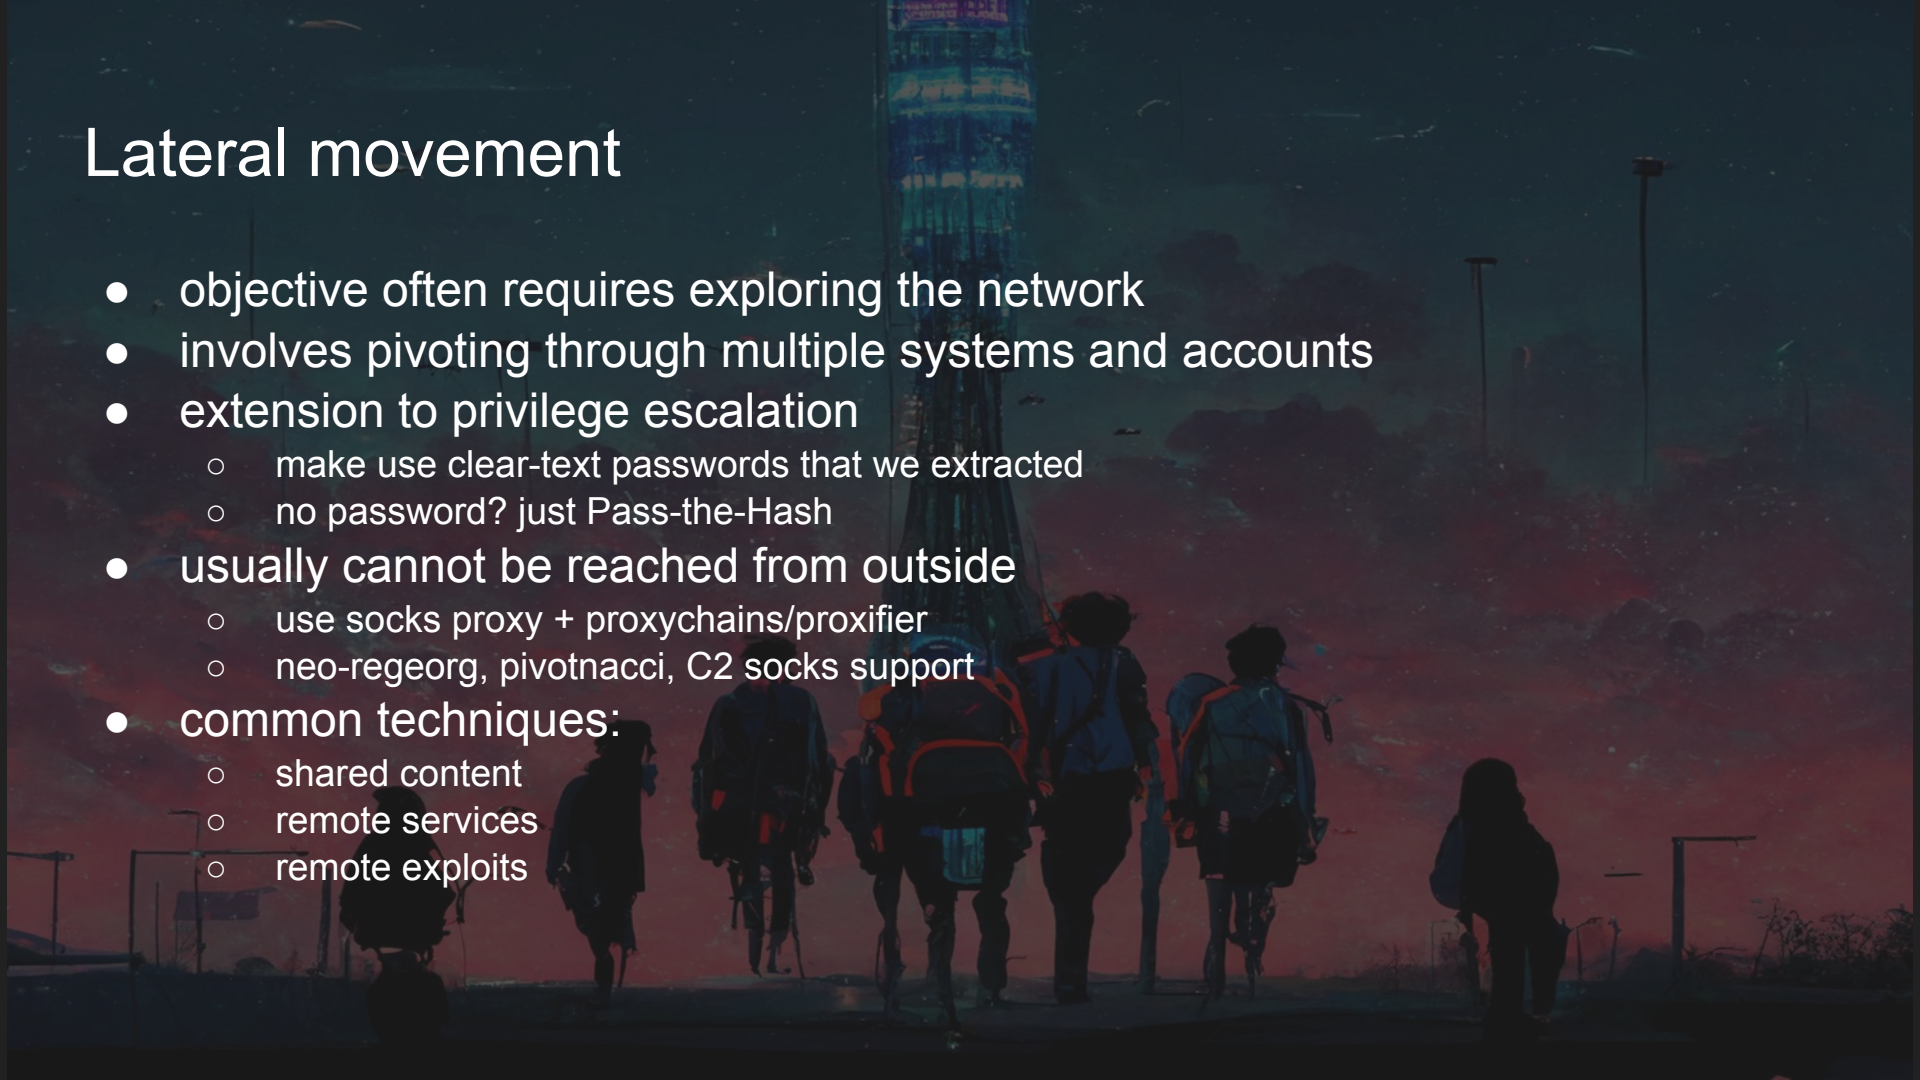 Lateral movement
● objective often requires exploring the network
● involves pivoting through multiple systems and accounts
● extension to privilege escalation
○ make use clear-text passwords that we extracted
○ no password? just Pass-the-Hash
● usually cannot be reached from outside
○ use socks proxy + proxychains/proxifier
○ neo-regeorg, pivotnacci, C2 socks support
● common techniques:
○ shared content
○ remote services
○ remote exploits